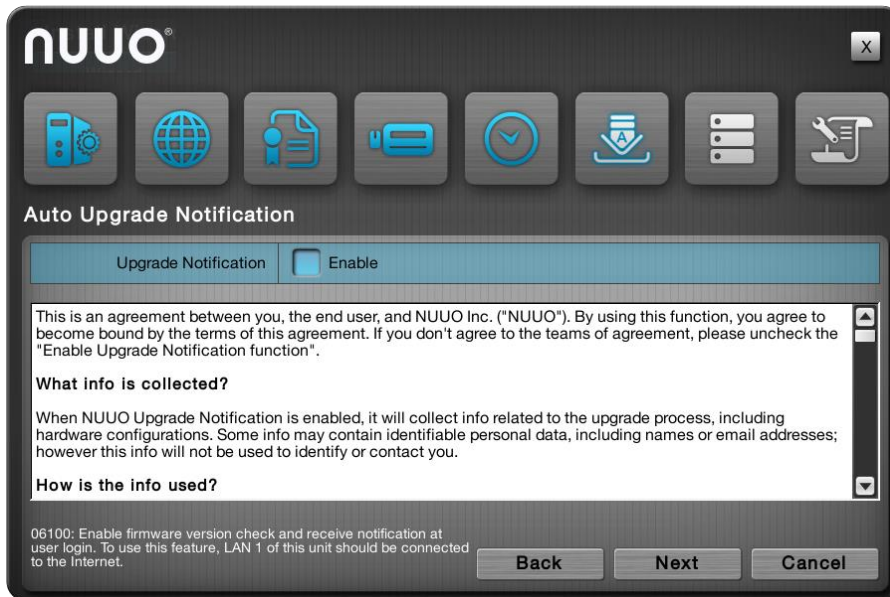 nuuo®
X
A
Auto Upgrade Notification
Upgrade Notification Enable
This is an agreement between you, the end user, and NUUO Inc. ("NUUO"). By using this function, you agree to
become bound by the terms of this agreement. If you don't agree to the teams of agreement, please uncheck the
"Enable Upgrade Notification function".
What info is collected?
When NUUO Upgrade Notification is enabled, it will collect info related to the upgrade process, including
hardware configurations. Some info may contain identifiable personal data, including names or email addresses;
however this info will not be used to identify or contact you.
How is the info used?
06100: Enable firmware version check and receive notification at
user login. To use this feature, LAN 1 of this unit should be connected
to the Internet.
Back Next Cancel